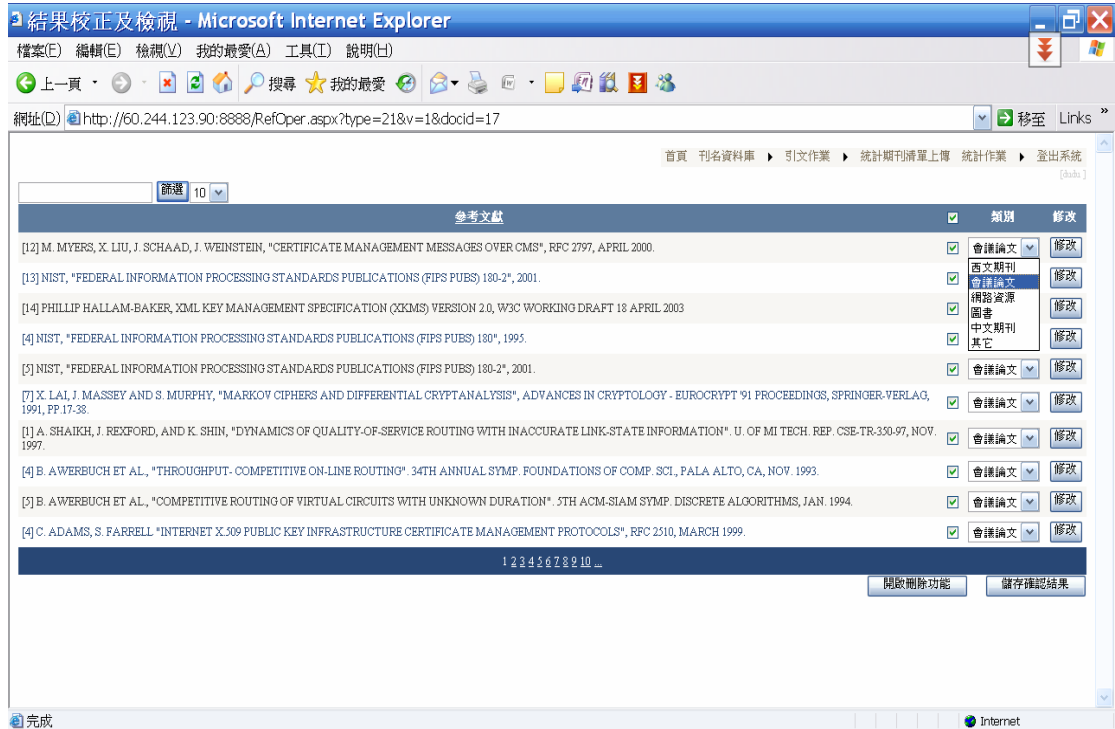 結果校正及檢視 - Microsoft Internet Explorer
檔案(F) 編輯(E) 檢視(V) 我的最愛(A) 工具(T) 說明(H)
上一頁 搜尋 我的最愛
網址(D) http://60.244.123.90:8888/RefOper.aspx?type=21&v=1&docid=17 移至 Links »
首頁 刊名資料庫 ▶ 引文作業 ▶ 統計期刊清單上傳 統計作業 ▶ 登出系統
[dudu ]
篩選 10
參考文獻 類別 修改
[12] M. MYERS, X. LIU, J. SCHAAD, J. WEINSTEIN, "CERTIFICATE MANAGEMENT MESSAGES OVER CMS", RFC 2797, APRIL 2000. 會議論文 修改
西文期刊
[13] NIST, "FEDERAL INFORMATION PROCESSING STANDARDS PUBLICATIONS (FIPS PUBS) 180-2", 2001. 修改
會議論文
網路資源
[14] PHILLIP HALLAM-BAKER, XML KEY MANAGEMENT SPECIFICATION (XKMS) VERSION 2.0, W3C WORKING DRAFT 18 APRIL 2003 修改
圖書
中文期刊
[4] NIST, "FEDERAL INFORMATION PROCESSING STANDARDS PUBLICATIONS (FIPS PUBS) 180", 1995. 修改
其它
[5] NIST, "FEDERAL INFORMATION PROCESSING STANDARDS PUBLICATIONS (FIPS PUBS) 180-2", 2001. 會議論文 修改
[7] X. LAI, J. MASSEY AND S. MURPHY, "MARKOV CIPHERS AND DIFFERENTIAL CRYPTANALYSIS", ADVANCES IN CRYPTOLOGY - EUROCRYPT '91 PROCEEDINGS, SPRINGER-VERLAG,
1991, PP.17-38. 會議論文 修改
[1] A. SHAIKH, J. REXFORD, AND K. SHIN, "DYNAMICS OF QUALITY-OF-SERVICE ROUTING WITH INACCURATE LINK-STATE INFORMATION". U. OF MI TECH. REP. CSE-TR-350-97, NOV.
1997. 會議論文 修改
[4] B. AWERBUCH ET AL., "THROUGHPUT- COMPETITIVE ON-LINE ROUTING". 34TH ANNUAL SYMP. FOUNDATIONS OF COMP. SCI., PALA ALTO, CA, NOV. 1993. 會議論文 修改
[5] B. AWERBUCH ET AL., "COMPETITIVE ROUTING OF VIRTUAL CIRCUITS WITH UNKNOWN DURATION". 5TH ACM-SIAM SYMP. DISCRETE ALGORITHMS, JAN. 1994. 會議論文 修改
[4] C. ADAMS, S. FARRELL "INTERNET X.509 PUBLIC KEY INFRASTRUCTURE CERTIFICATE MANAGEMENT PROTOCOLS", RFC 2510, MARCH 1999. 會議論文 修改
1 2 3 4 5 6 7 8 9 10 ...
開啟刪除功能 儲存確認結果
完成 Internet